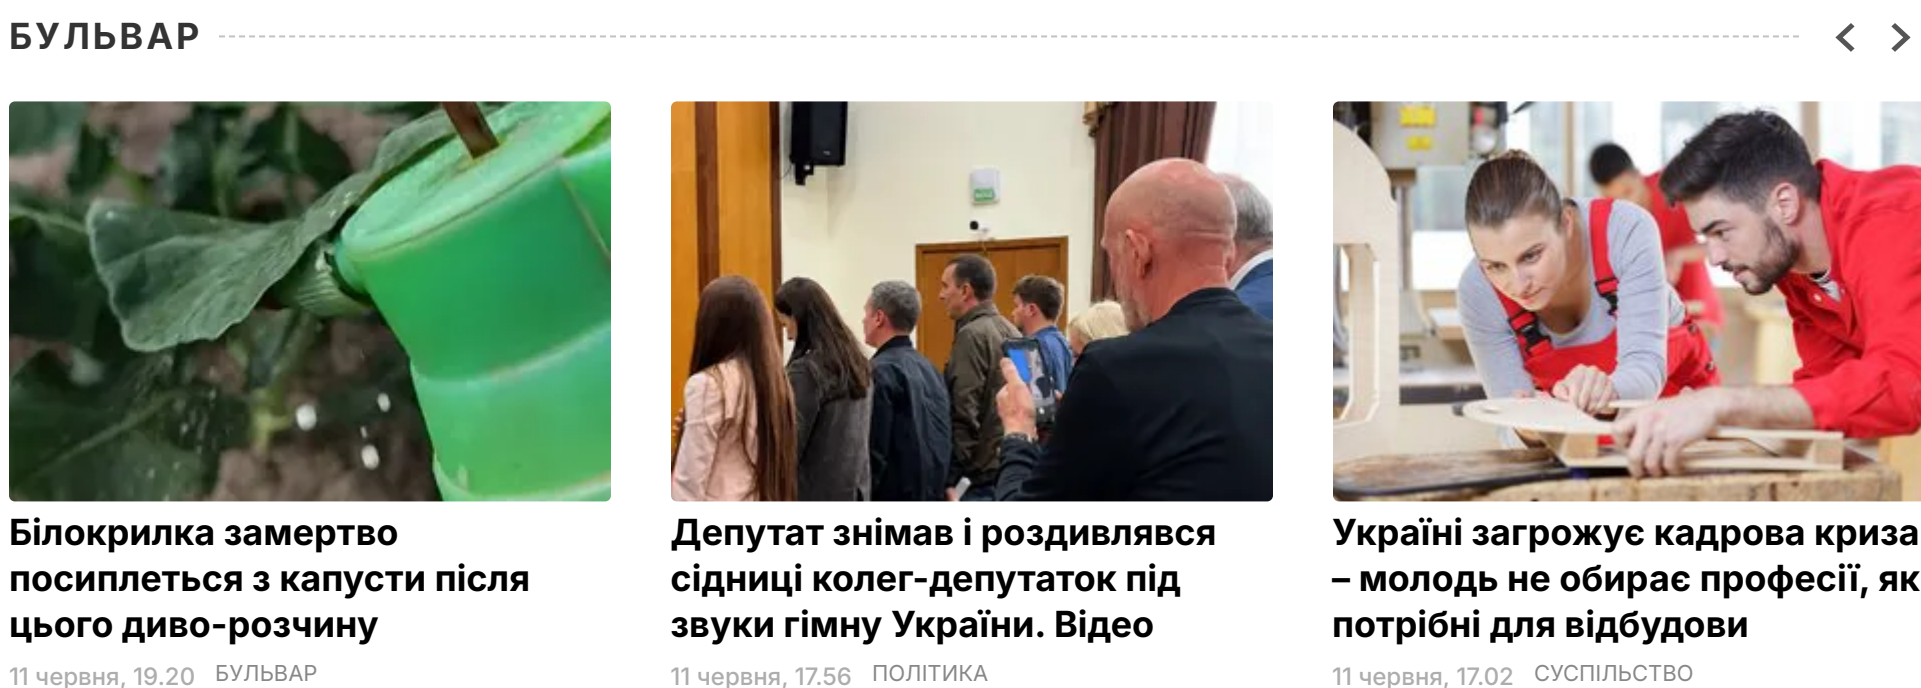 БУЛЬВАР
Білокрилка замертво
посиплеться з капусти після
цього диво-розчину
11 червня, 19.20 БУЛЬВАР
Депутат знімав і роздивлявся
сідниці колег-депутаток під
звуки гімну України. Відео
11 червня, 17.56 ПОЛІТИКА
Україні загрожує кадрова криза
– молодь не обирає професії, як
потрібні для відбудови
11 червня, 17.02 СУСПІЛЬСТВО